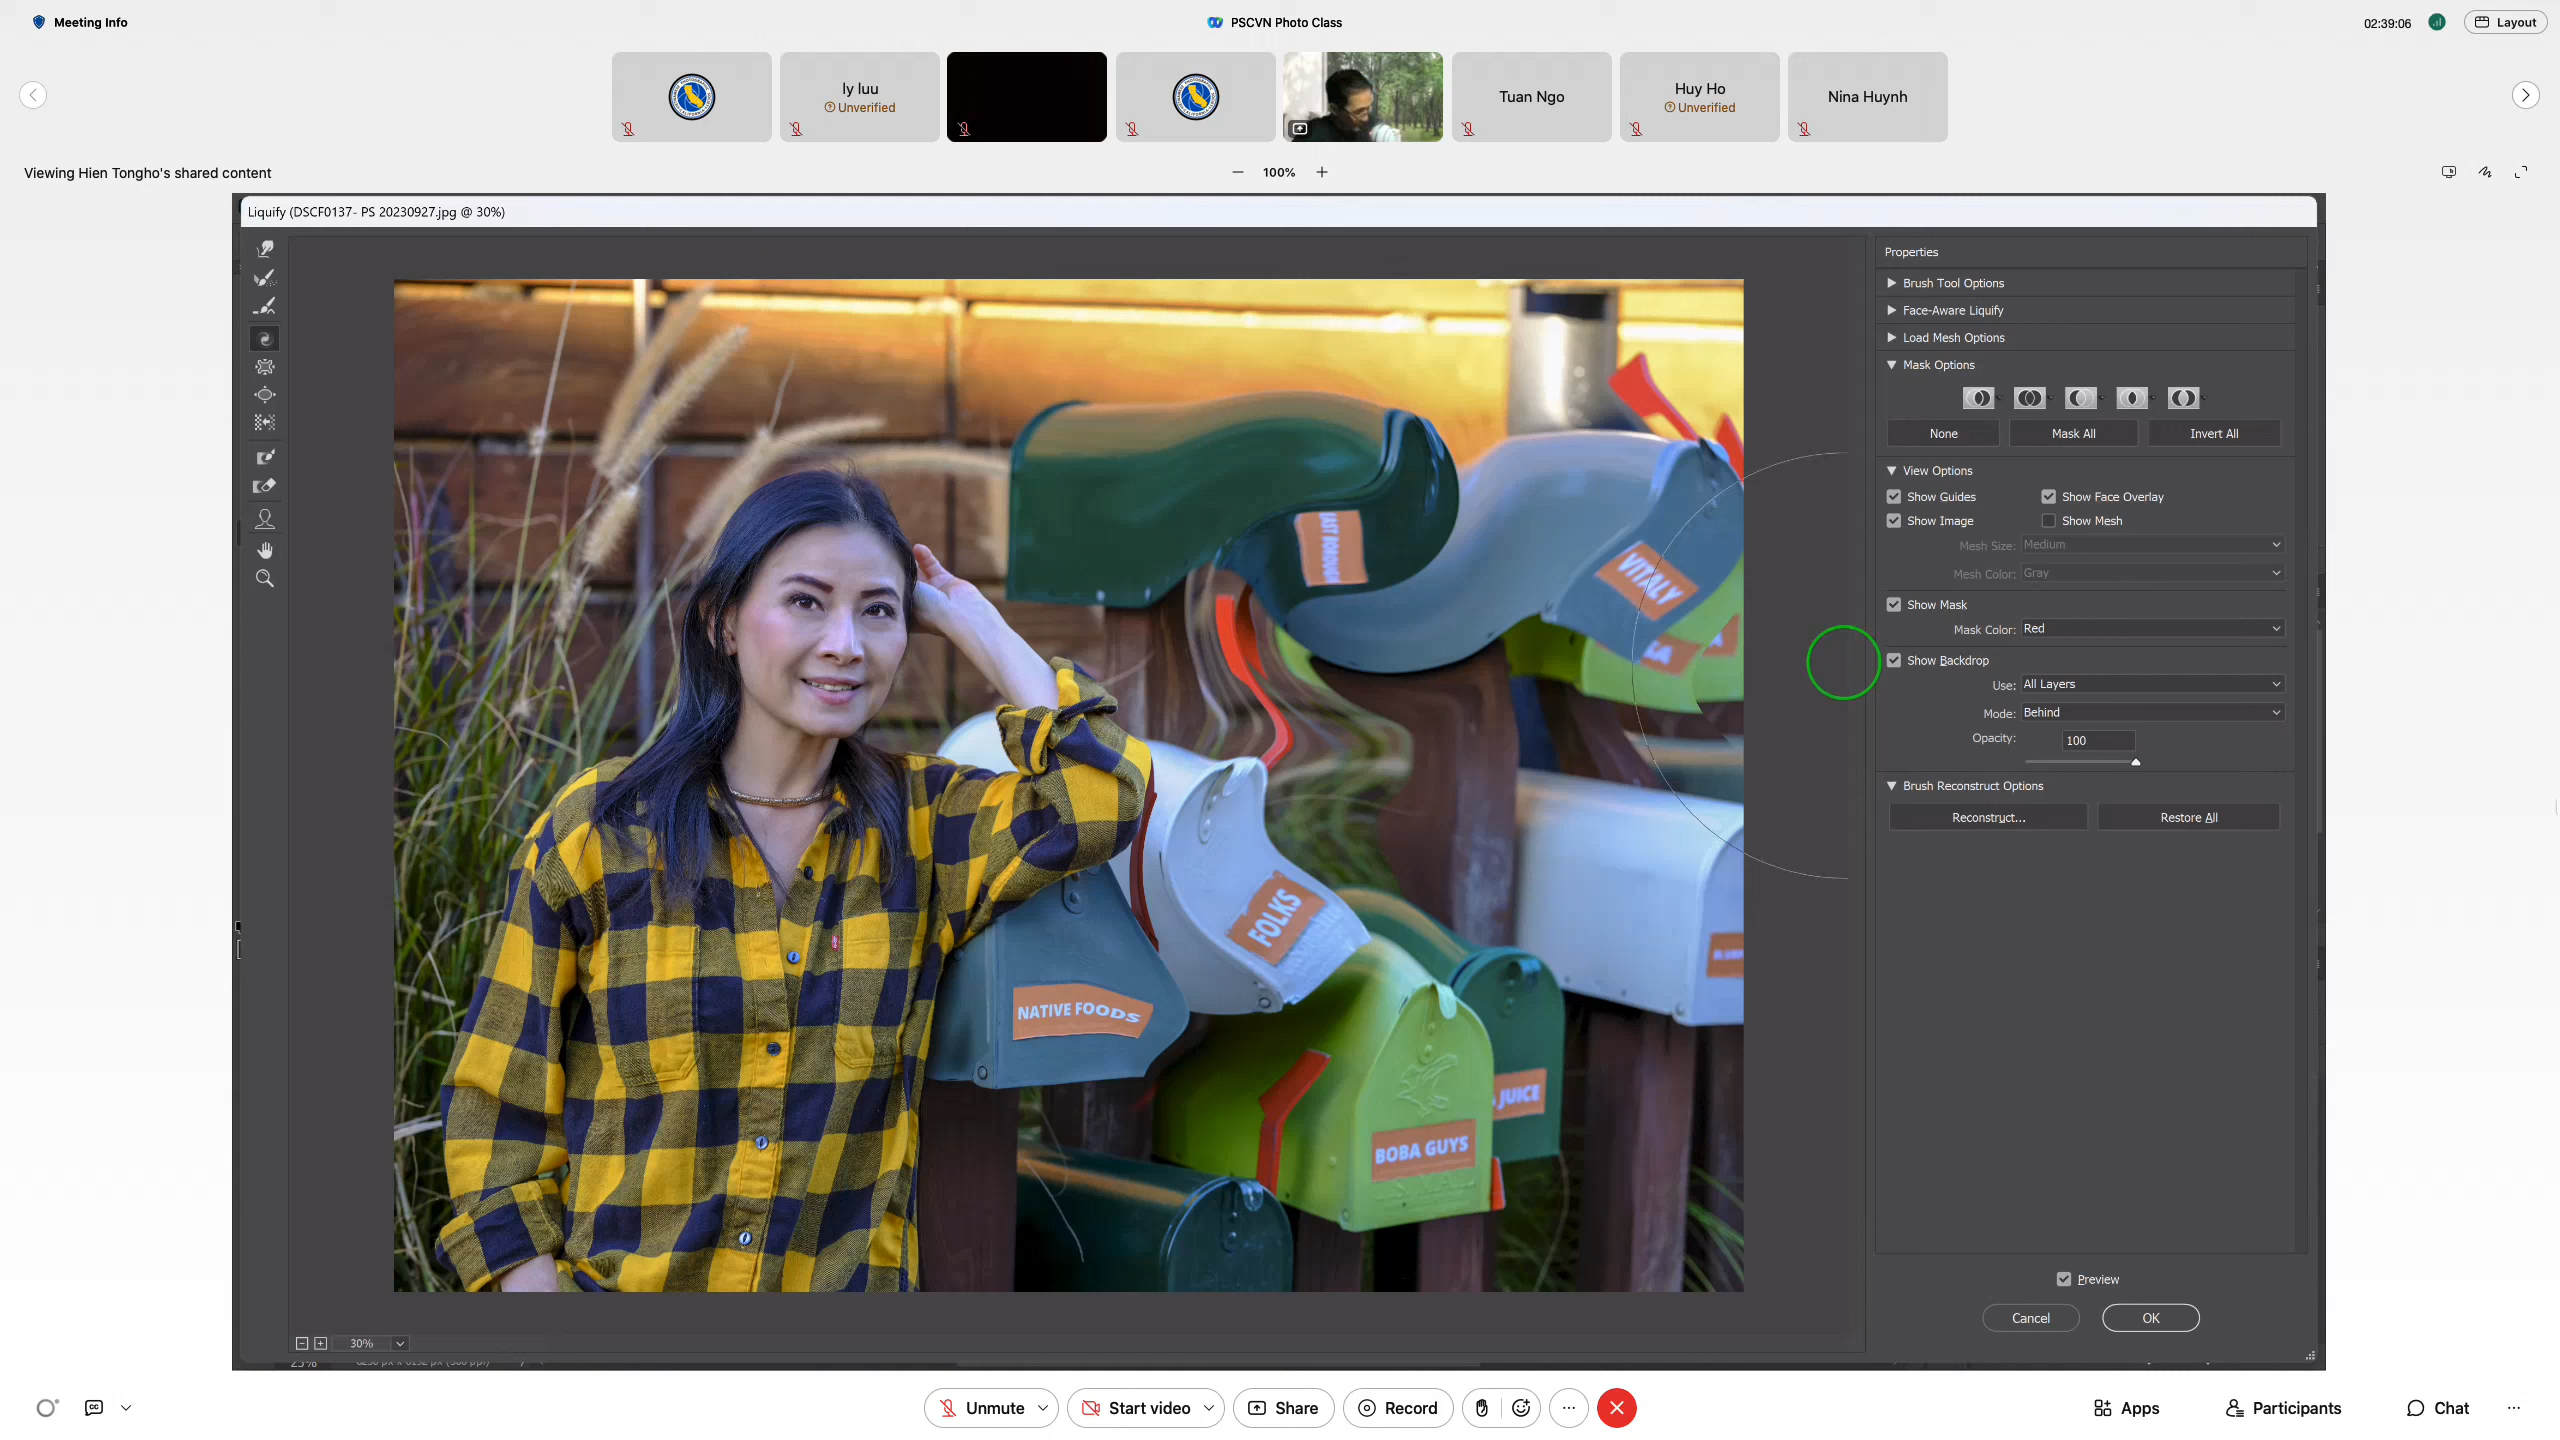 Meeting Info
PSCVN Photo Class
02:39:06
Layout
ly luu
Unverified
Tuan Ngo
Huy Ho
Unverified
Nina Huynh
Viewing Hien Tongho's shared content
100%
Liquify (DSCF0137- PS 20230927.jpg @ 30%)
Properties
Brush Tool Options
Face-Aware Liquify
Load Mesh Options
Mask Options
None
Mask All
Invert All
View Options
Show Guides
Show Face Overlay
Show Image
Show Mesh
Mesh Size: Medium
Mesh Color: Gray
Show Mask
Mask Color: Red
Show Backdrop
Use: All Layers
Mode: Behind
Opacity: 100
Brush Reconstruct Options
Reconstruct...
Restore All
VITALY
FOLKS
NATIVE FOODS
JUICE
BOBA GUYS
Preview
Cancel
OK
30%
25%
Unmute
Start video
Share
Record
Apps
Participants
Chat